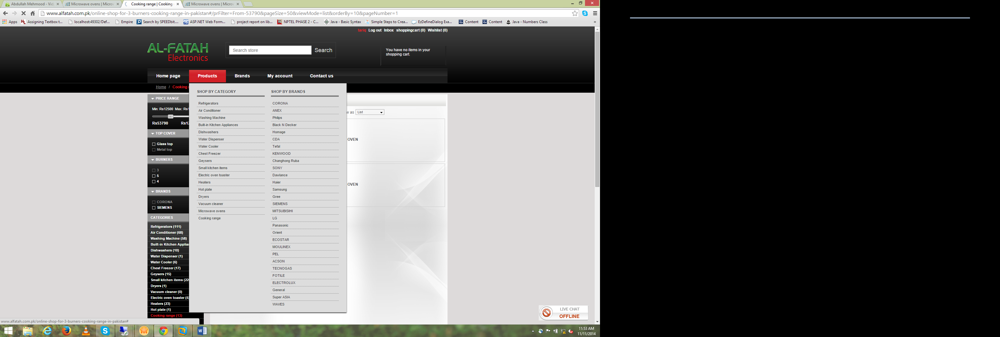 Abdullah Mehmood - Vid
Microwave ovens | Micro
Cooking range | Cooking
Microwave ovens | Micro
www.alfatah.com.pk/online-shop-for-3-burners-cooking-range-in-pakistan#/prFilter=From-53790&pageSize=50&viewMode=list&orderBy=10&pageNumber=1
Apps
Assigning Textbox t...
localhost:49302/Def...
Empire
Search by SPEEDbit....
ASP.NET Web Form...
project report on lib...
NPTEL PHASE 2 - C...
Java - Basic Syntax
Simple Steps to Crea...
EzDefineDialog Exa...
Content
Content
Java - Numbers Class
tariq Log out Inbox shoppingcart (0) Wishlist (0)
AL-FATAH
Electronics
Search store
Search
You have no items in your
shopping cart.
Home page
Products
Brands
My account
Contact us
Home / Cooking
PRICE RANGE
Min: Rs12500 Max: Rs1
Rs53790 Rs12
TOP COVER
Glass top
Metal top
BURNERS
3
5
4
BRANDS
CORONA
SIEMENS
CATEGORIES
Refrigerators (111)
Air Conditioner (68)
Washing Machine (58)
Built-in Kitchen Applian
Dishwashers (10)
Water Dispenser (1)
Water Cooler (6)
Chest Freezer (17)
Geysers (15)
Small kitchen items (22
Dryers (1)
Vacuum cleaner (0)
Electric oven toaster (5
Heaters (23)
Hot plate (1)
Cooking range (13)
SHOP BY CATEGORY
Refrigerators
Air Conditioner
Washing Machine
Built-in Kitchen Appliances
Dishwashers
Water Dispenser
Water Cooler
Chest Freezer
Geysers
Small kitchen items
Electric oven toaster
Heaters
Hot plate
Dryers
Vacuum cleaner
Microwave ovens
Cooking range
SHOP BY BRANDS
CORONA
ANEX
Philips
Black N Decker
Homage
CDA
Tefal
KENWOOD
Changhong Ruba
SONY
Dawlance
Haier
Samsung
Gree
SIEMENS
MITSUBISIHI
LG
Panasonic
Orient
ECOSTAR
MOULINEX
PEL
ACSON
TECNOGAS
FOTILE
ELECTROLUX
General
Super ASIA
WAVES
w as List
OVEN
OVEN
LIVE CHAT
OFFLINE
www.alfatah.com.pk/online-shop-for-3-burners-cooking-range-in-pakistan#
11:53 AM
11/11/2014